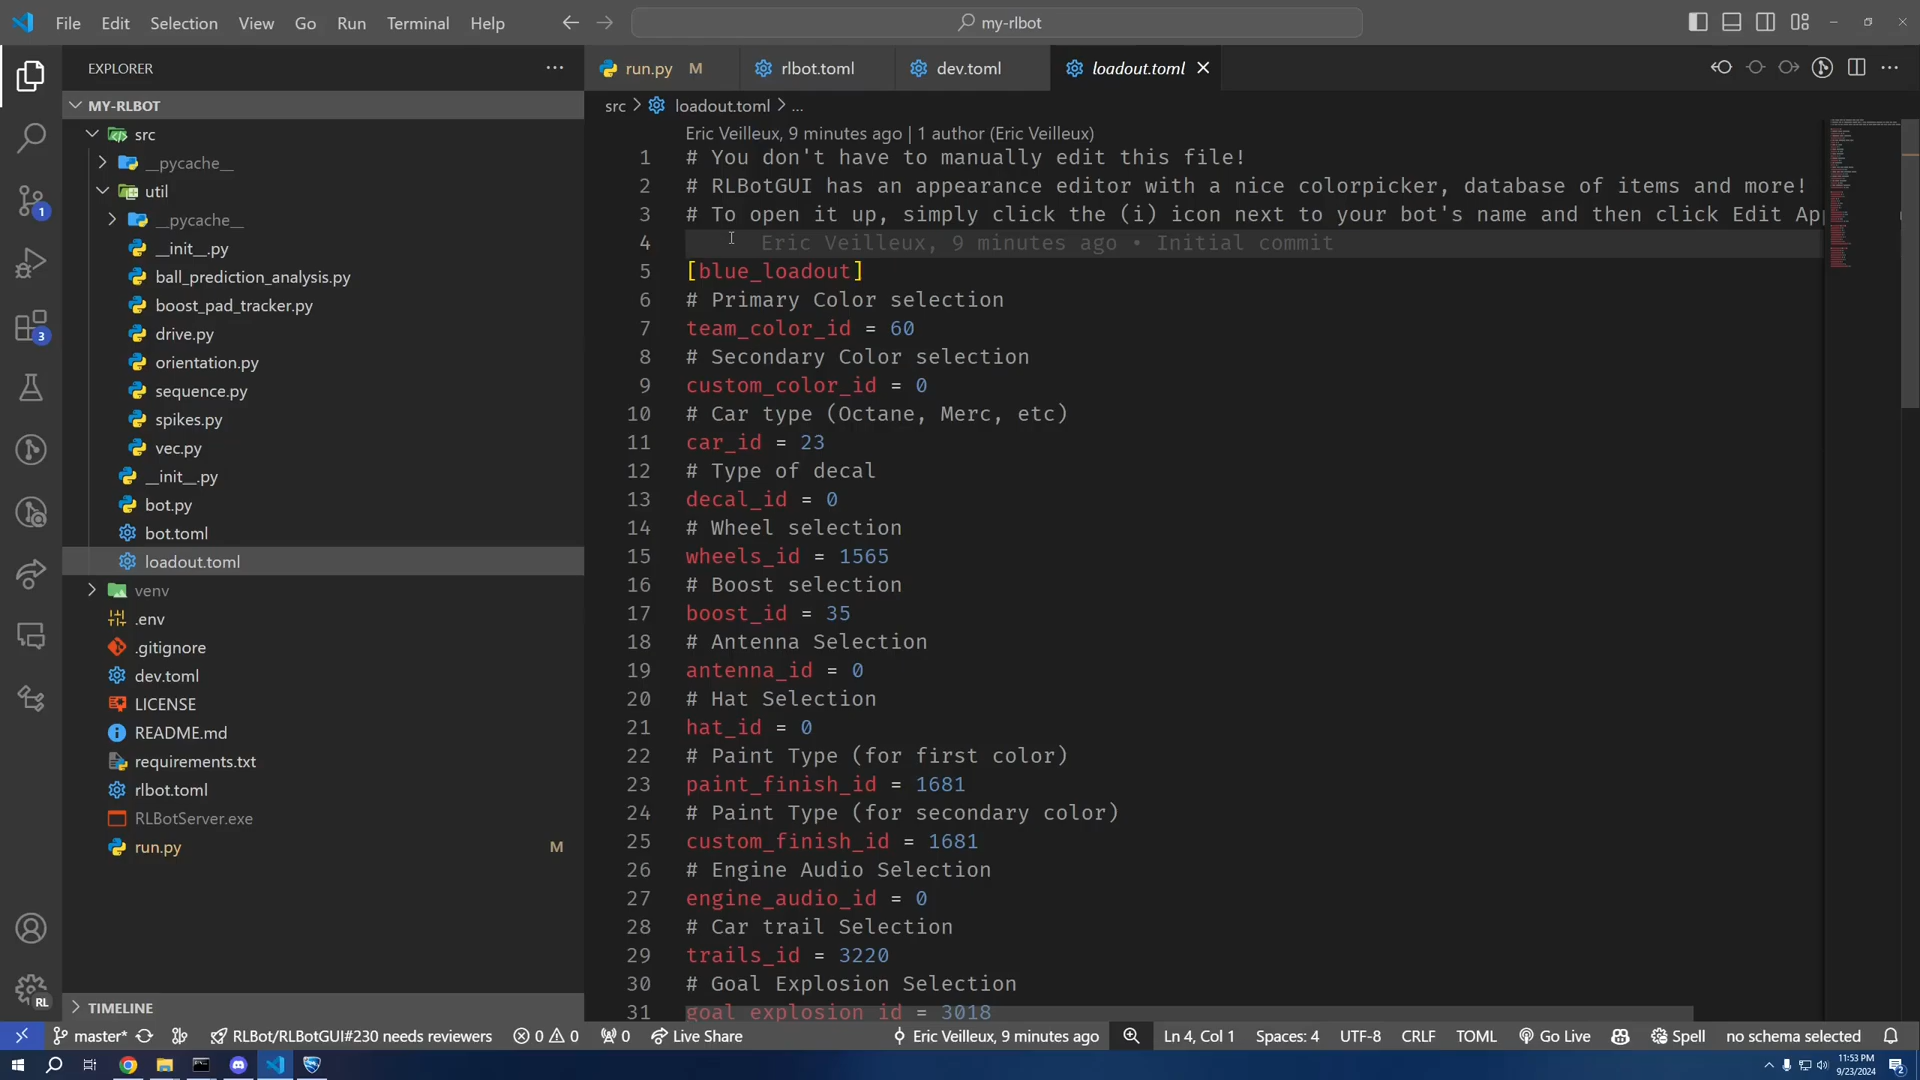 File Edit Selection View Go Run Terminal Help
my-rlbot
EXPLORER
MY-RLBOT
src
__pycache__
util
__pycache__
__init__.py
ball_prediction_analysis.py
boost_pad_tracker.py
drive.py
orientation.py
sequence.py
spikes.py
vec.py
__init__.py
bot.py
bot.toml
loadout.toml
venv
.env
.gitignore
dev.toml
LICENSE
README.md
requirements.txt
rlbot.toml
RLBotServer.exe
run.py M
TIMELINE
1
3
RL
run.py M rlbot.toml dev.toml loadout.toml
src > loadout.toml > ...
Eric Veilleux, 9 minutes ago | 1 author (Eric Veilleux)
1 # You don't have to manually edit this file!
2 # RLBotGUI has an appearance editor with a nice colorpicker, database of items and more!
3 # To open it up, simply click the (i) icon next to your bot's name and then click Edit Ap
4 Eric Veilleux, 9 minutes ago • Initial commit
5 [blue_loadout]
6 # Primary Color selection
7 team_color_id = 60
8 # Secondary Color selection
9 custom_color_id = 0
10 # Car type (Octane, Merc, etc)
11 car_id = 23
12 # Type of decal
13 decal_id = 0
14 # Wheel selection
15 wheels_id = 1565
16 # Boost selection
17 boost_id = 35
18 # Antenna Selection
19 antenna_id = 0
20 # Hat Selection
21 hat_id = 0
22 # Paint Type (for first color)
23 paint_finish_id = 1681
24 # Paint Type (for secondary color)
25 custom_finish_id = 1681
26 # Engine Audio Selection
27 engine_audio_id = 0
28 # Car trail Selection
29 trails_id = 3220
30 # Goal Explosion Selection
31 goal_explosion_id = 3018
master* RLBot/RLBotGUI#230 needs reviewers 0 0 0 Live Share Eric Veilleux, 9 minutes ago Ln 4, Col 1 Spaces: 4 UTF-8 CRLF TOML Go Live Spell no schema selected
11:53 PM
9/23/2024
2